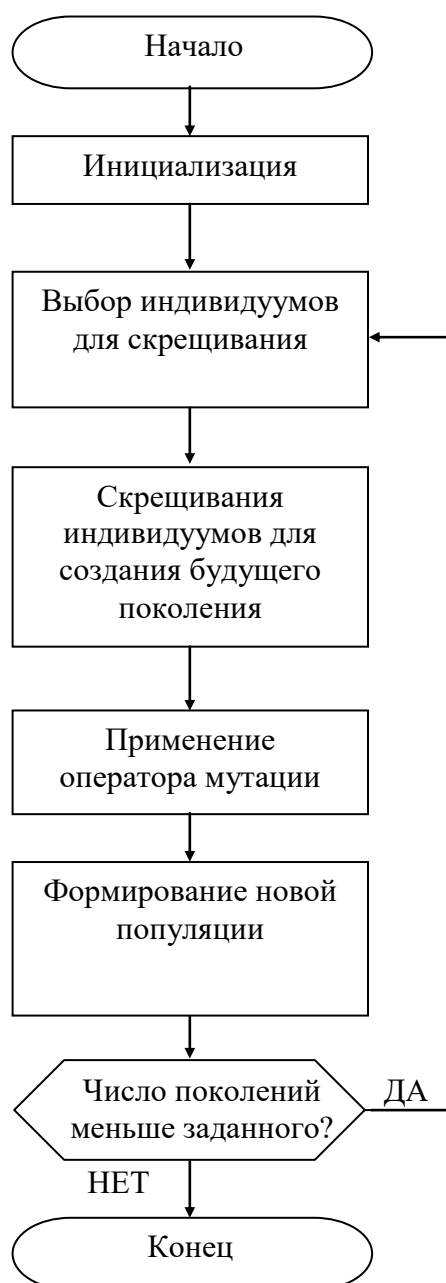 Начало
Инициализация
Выбор индивидуумов
для скрещивания
Скрещивания
индивидуумов для
создания будущего
поколения
Применение
оператора мутации
Формирование новой
популяции
Число поколений
меньше заданного?
ДА
НЕТ
Конец